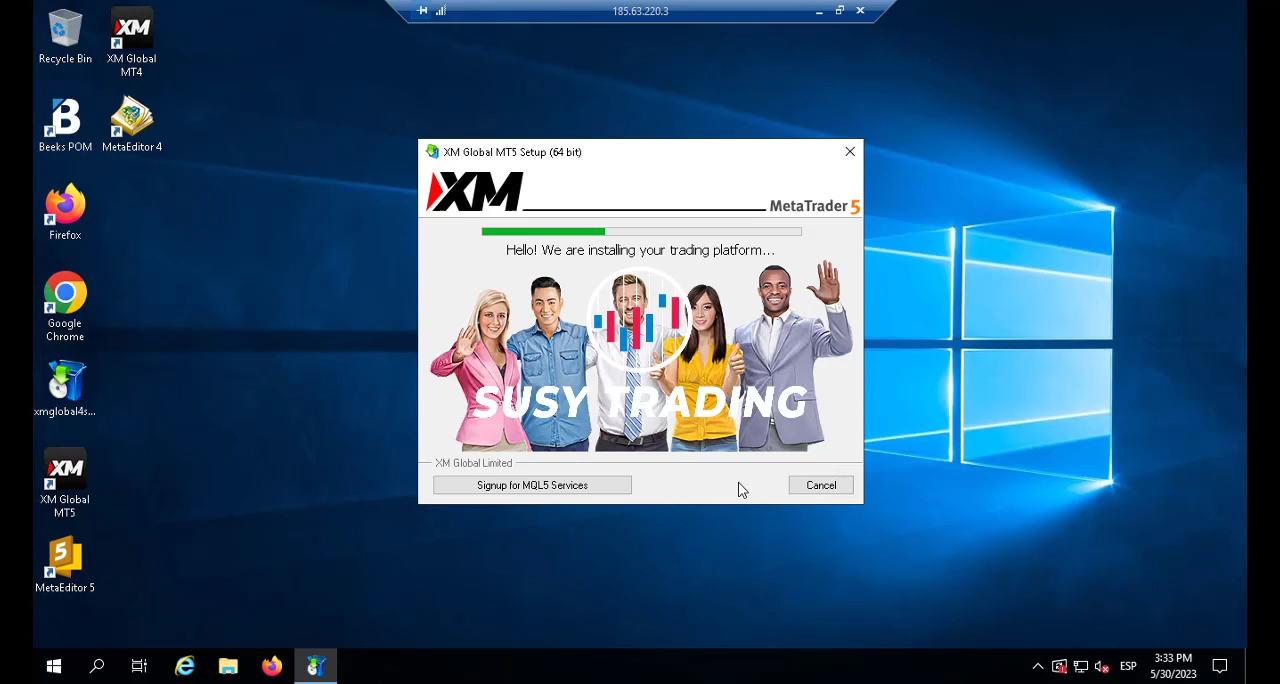 185.63.220.3
Recycle Bin
XM Global
MT4
Beeks POM
MetaEditor 4
Firefox
Google
Chrome
xmglobal4s...
XM Global
MT5
MetaEditor 5
XM Global MT5 Setup (64 bit)
XM
MetaTrader 5
Hello! We are installing your trading platform...
SUSY TRADING
XM Global Limited
Signup for MQL5 Services
Cancel
ESP
3:33 PM
5/30/2023